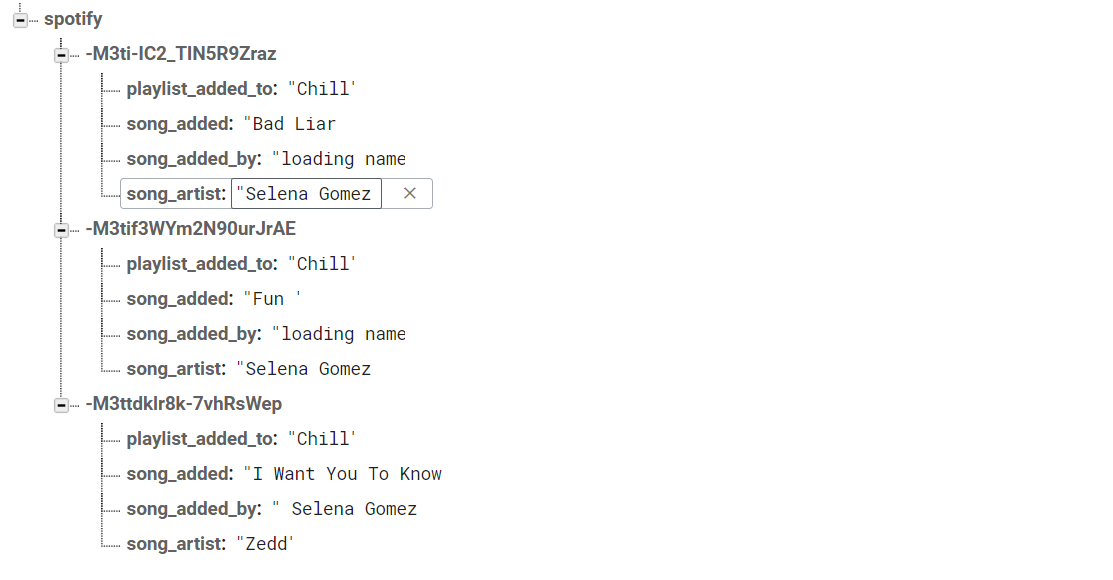 spotify
-M3ti-IC2_TIN5R9Zraz
playlist_added_to: "Chill"
song_added: "Bad Liar
song_added_by: "loading name
song_artist: "Selena Gomez
-M3tif3WYm2N90urJrAE
playlist_added_to: "Chill"
song_added: "Fun "
song_added_by: "loading name
song_artist: "Selena Gomez
-M3ttdklr8k-7vhRsWep
playlist_added_to: "Chill"
song_added: "I Want You To Know
song_added_by: " Selena Gomez
song_artist: "Zedd"